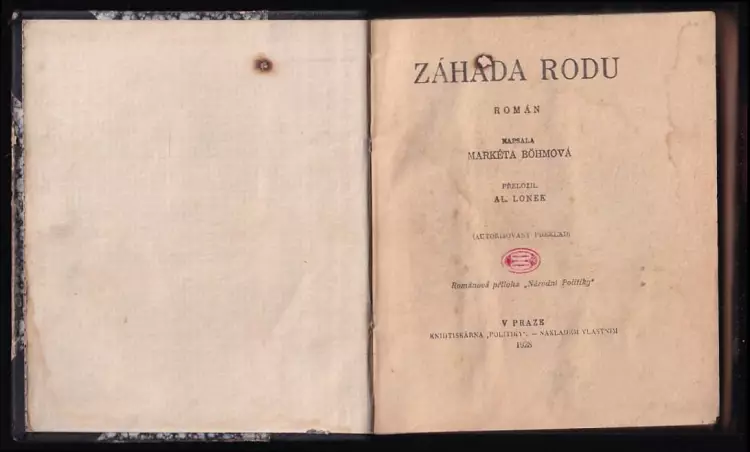 ZÁHADA RODU
ROMÁN
NAPSALA
MARKÉTA BÖHMOVÁ
PŘELOŽIL
AL. LONEK
(AUTORISOVANÝ PŘEKLAD)
Románová příloha „Národní Politiky“
V PRAZE
KNIHTISKÁRNA „POLITIKY“. — NÁKLADEM VLASTNÍM